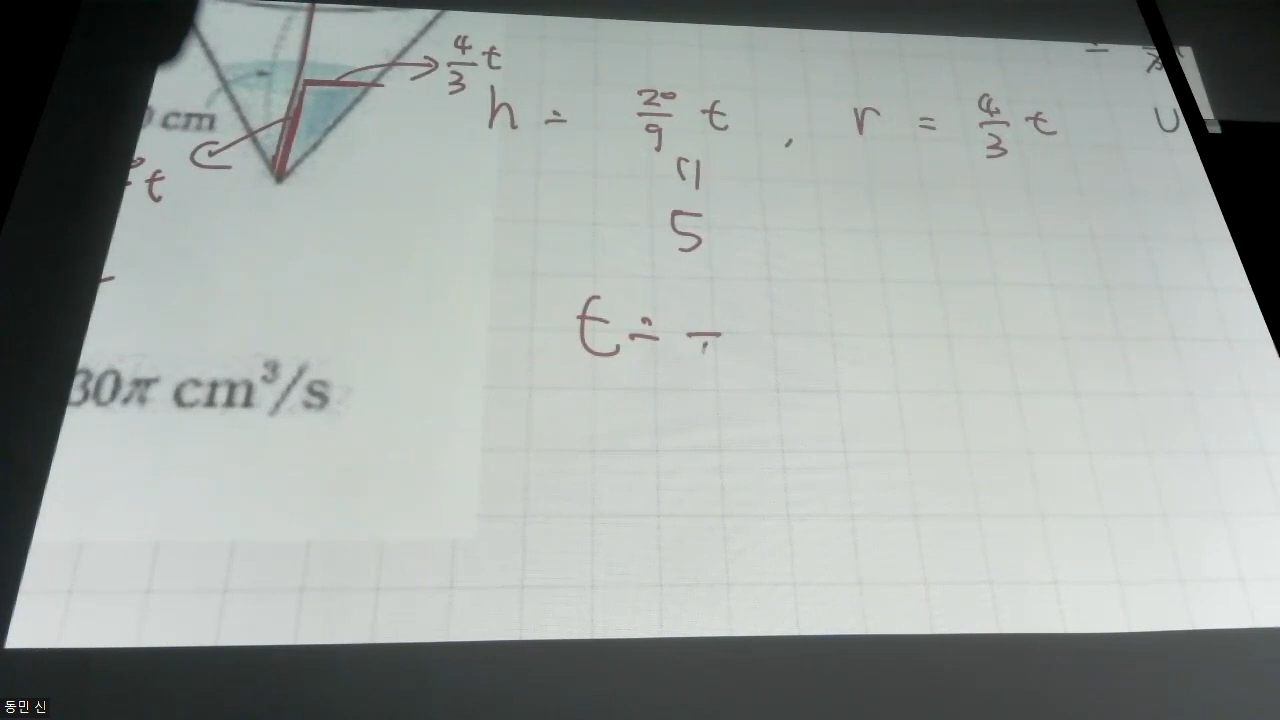 4/3 t
h = 20/9 t , r = 4/3 t
cm
t
5
t =
30π cm³/s
동민 신